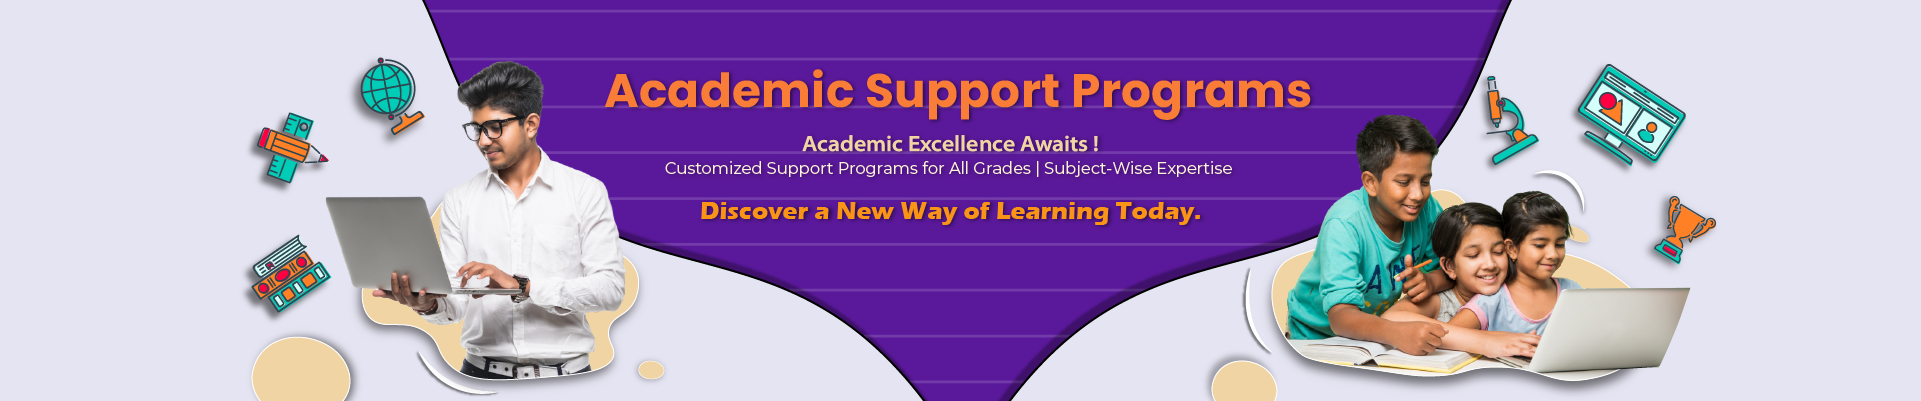 Academic Support Programs
Academic Excellence Awaits !
Customized Support Programs for All Grades | Subject-Wise Expertise
Discover a New Way of Learning Today.